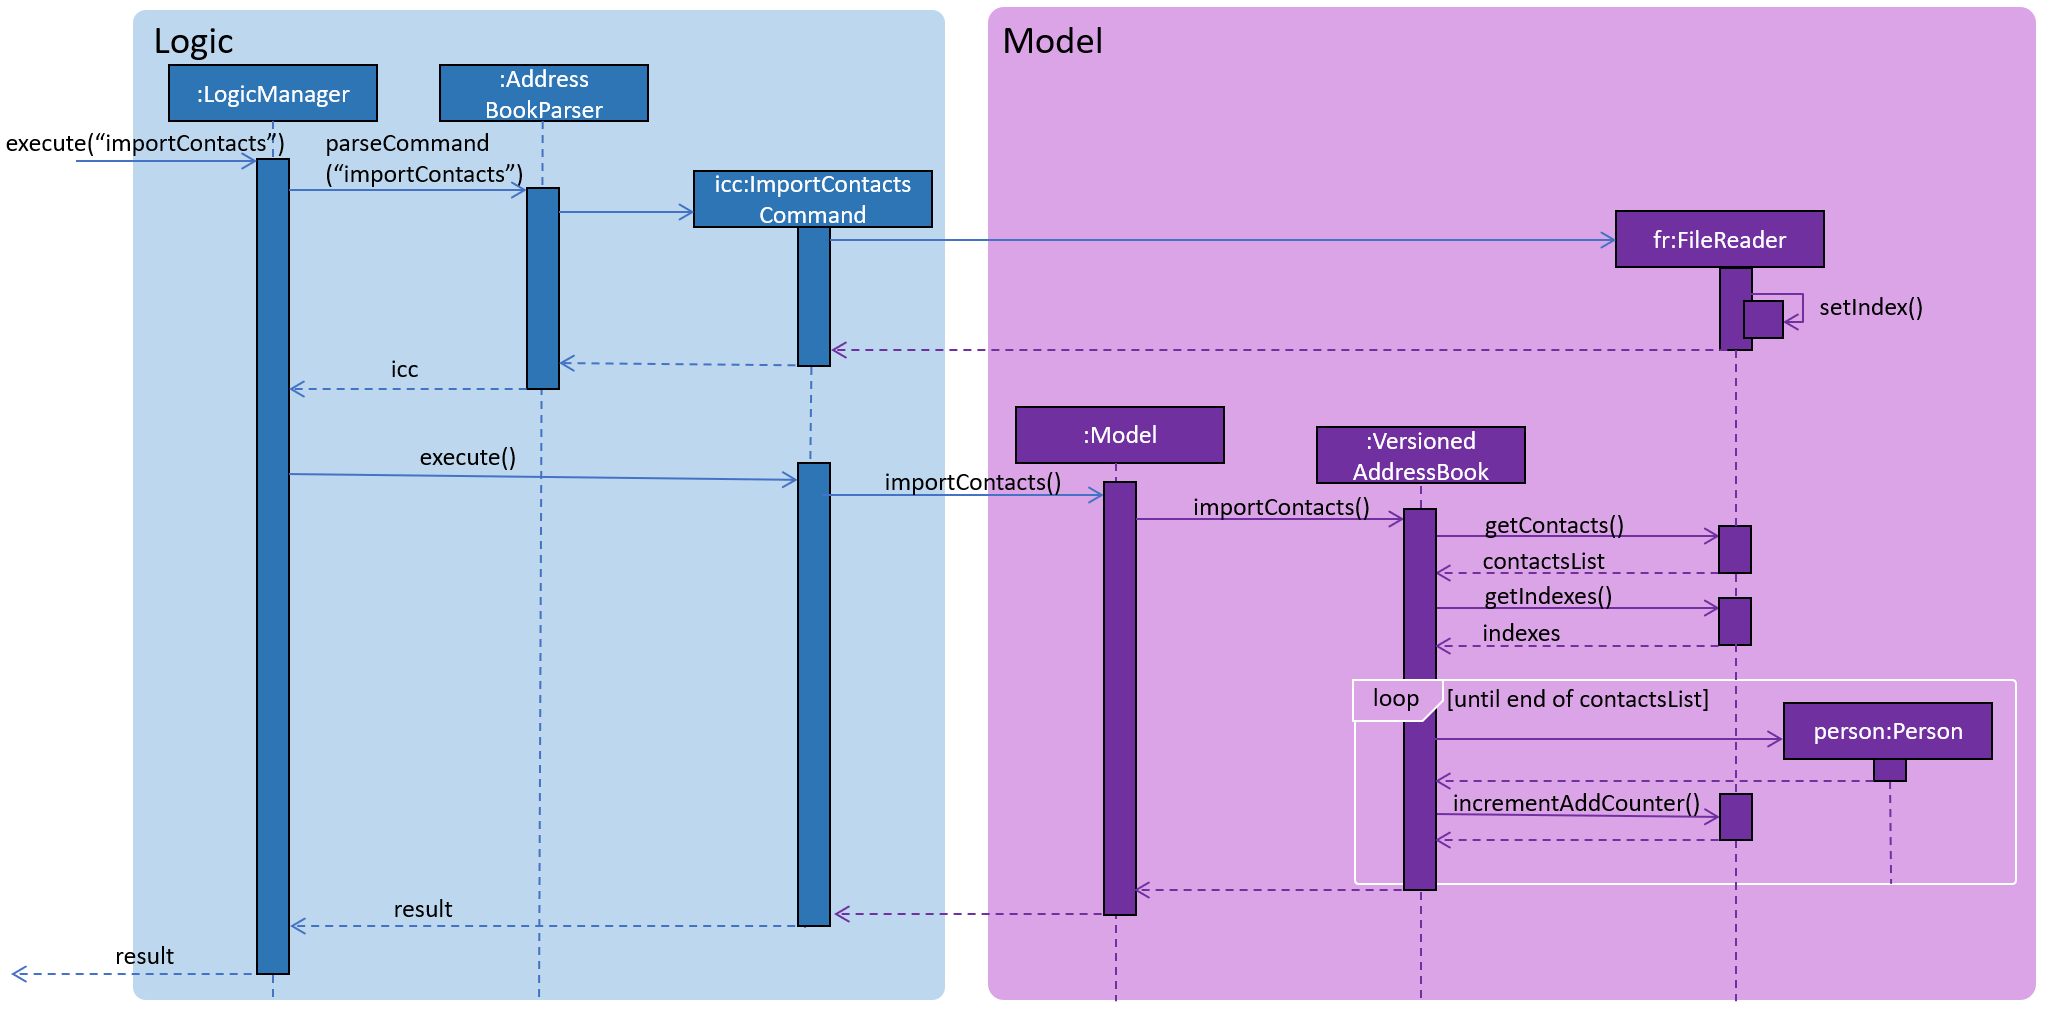 Logic
Model
:LogicManager
:Address
BookParser
execute(“importContacts”)
parseCommand
(“importContacts”)
icc:ImportContacts
Command
fr:FileReader
setIndex()
icc
:Model
:Versioned
AddressBook
execute()
importContacts()
importContacts()
getContacts()
contactsList
getIndexes()
indexes
loop
[until end of contactsList]
person:Person
incrementAddCounter()
result
result